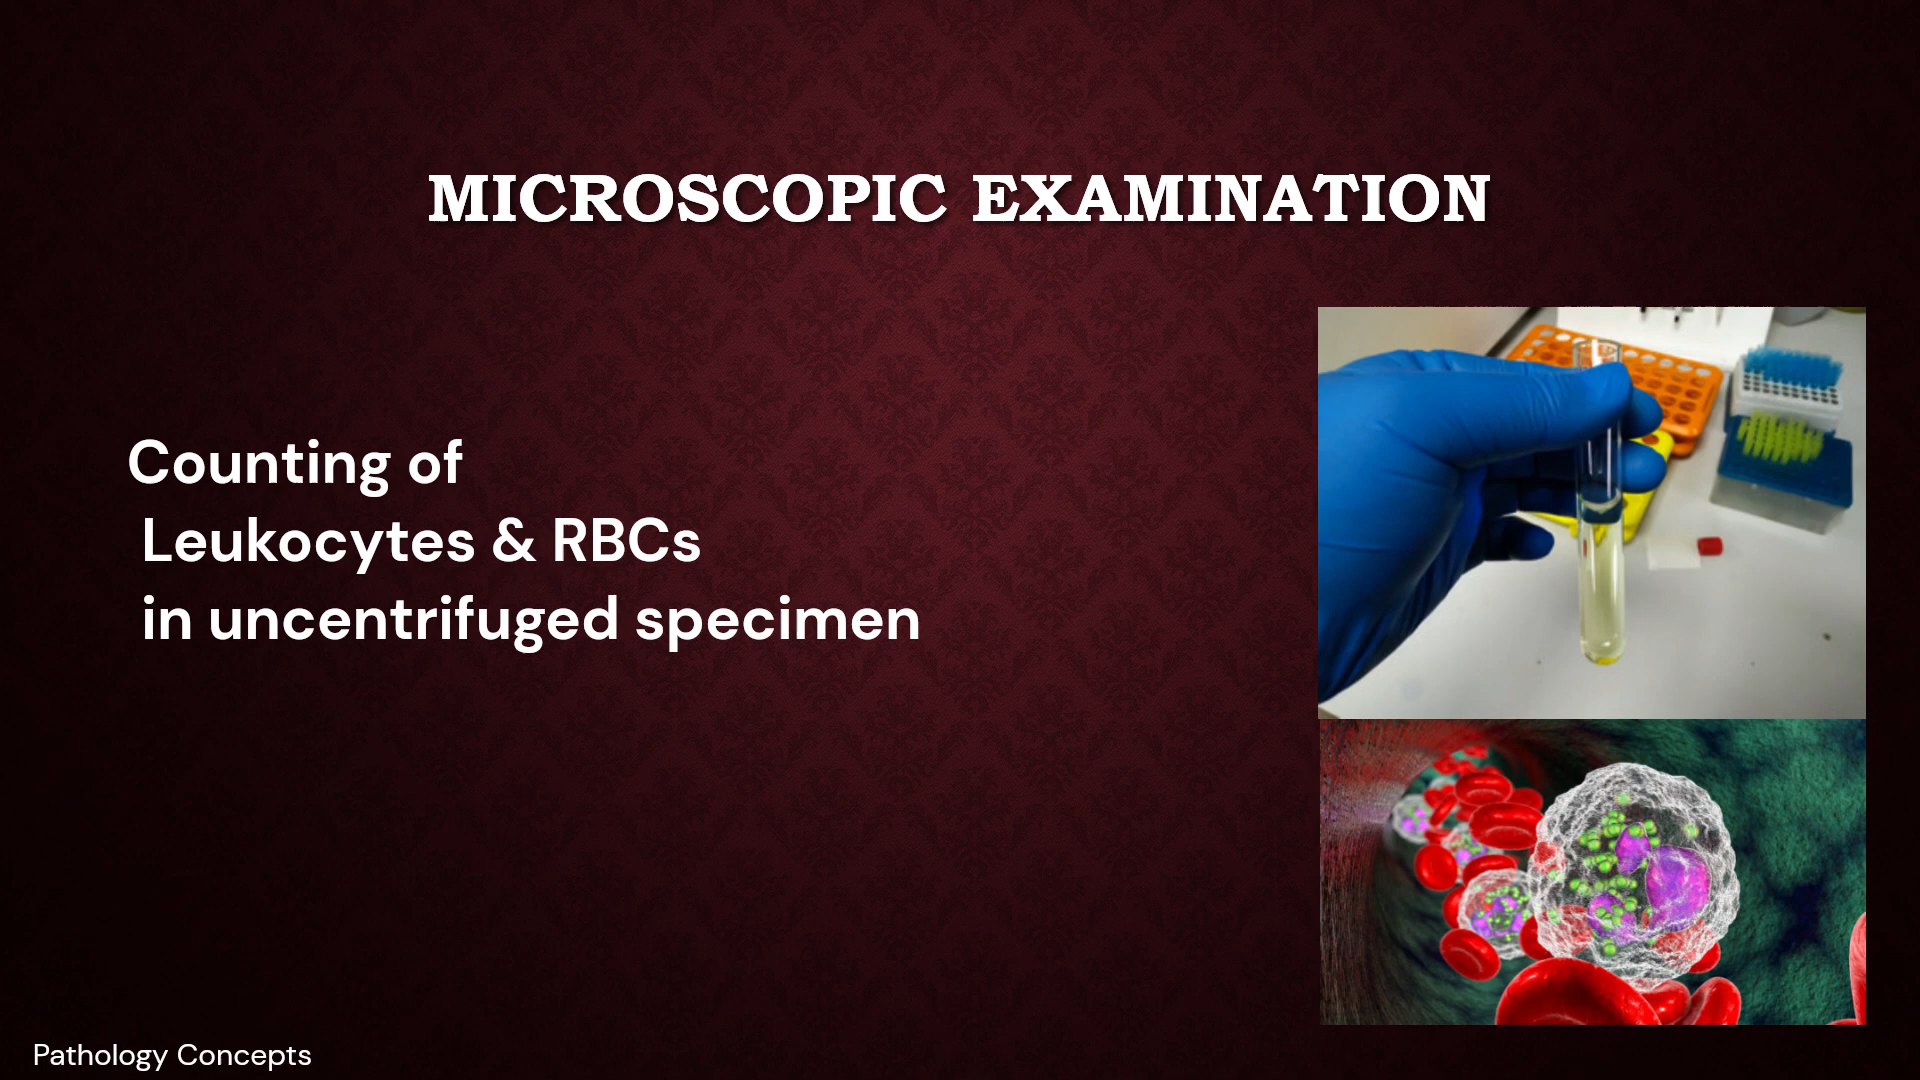 MICROSCOPIC EXAMINATION
Counting of
Leukocytes & RBCs
in uncentrifuged specimen
Pathology Concepts